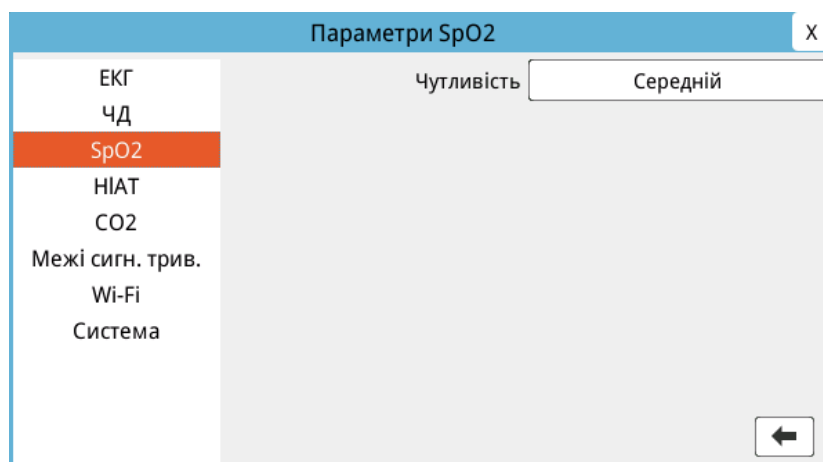 Параметри SpO2
X
ЕКГ
ЧД
SpO2
НІАТ
CO2
Межі сигн. трив.
Wi-Fi
Система
Чутливість
Середній